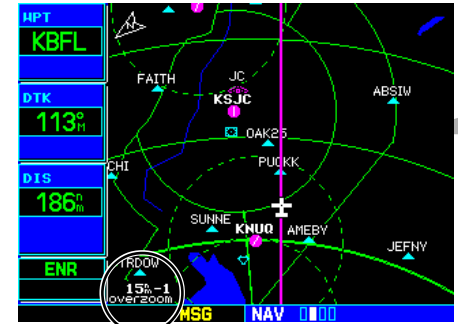 WPT
KBFL
DTK
113°M
DIS
186nm
ENR
FAITH
JC
KSJC
ABSIW
OAK25
CHI
PUCKK
SUNNE
KNUQ
AMEBY
JEFNY
TRDOW
15nm-1
overzoom
MSG
NAV